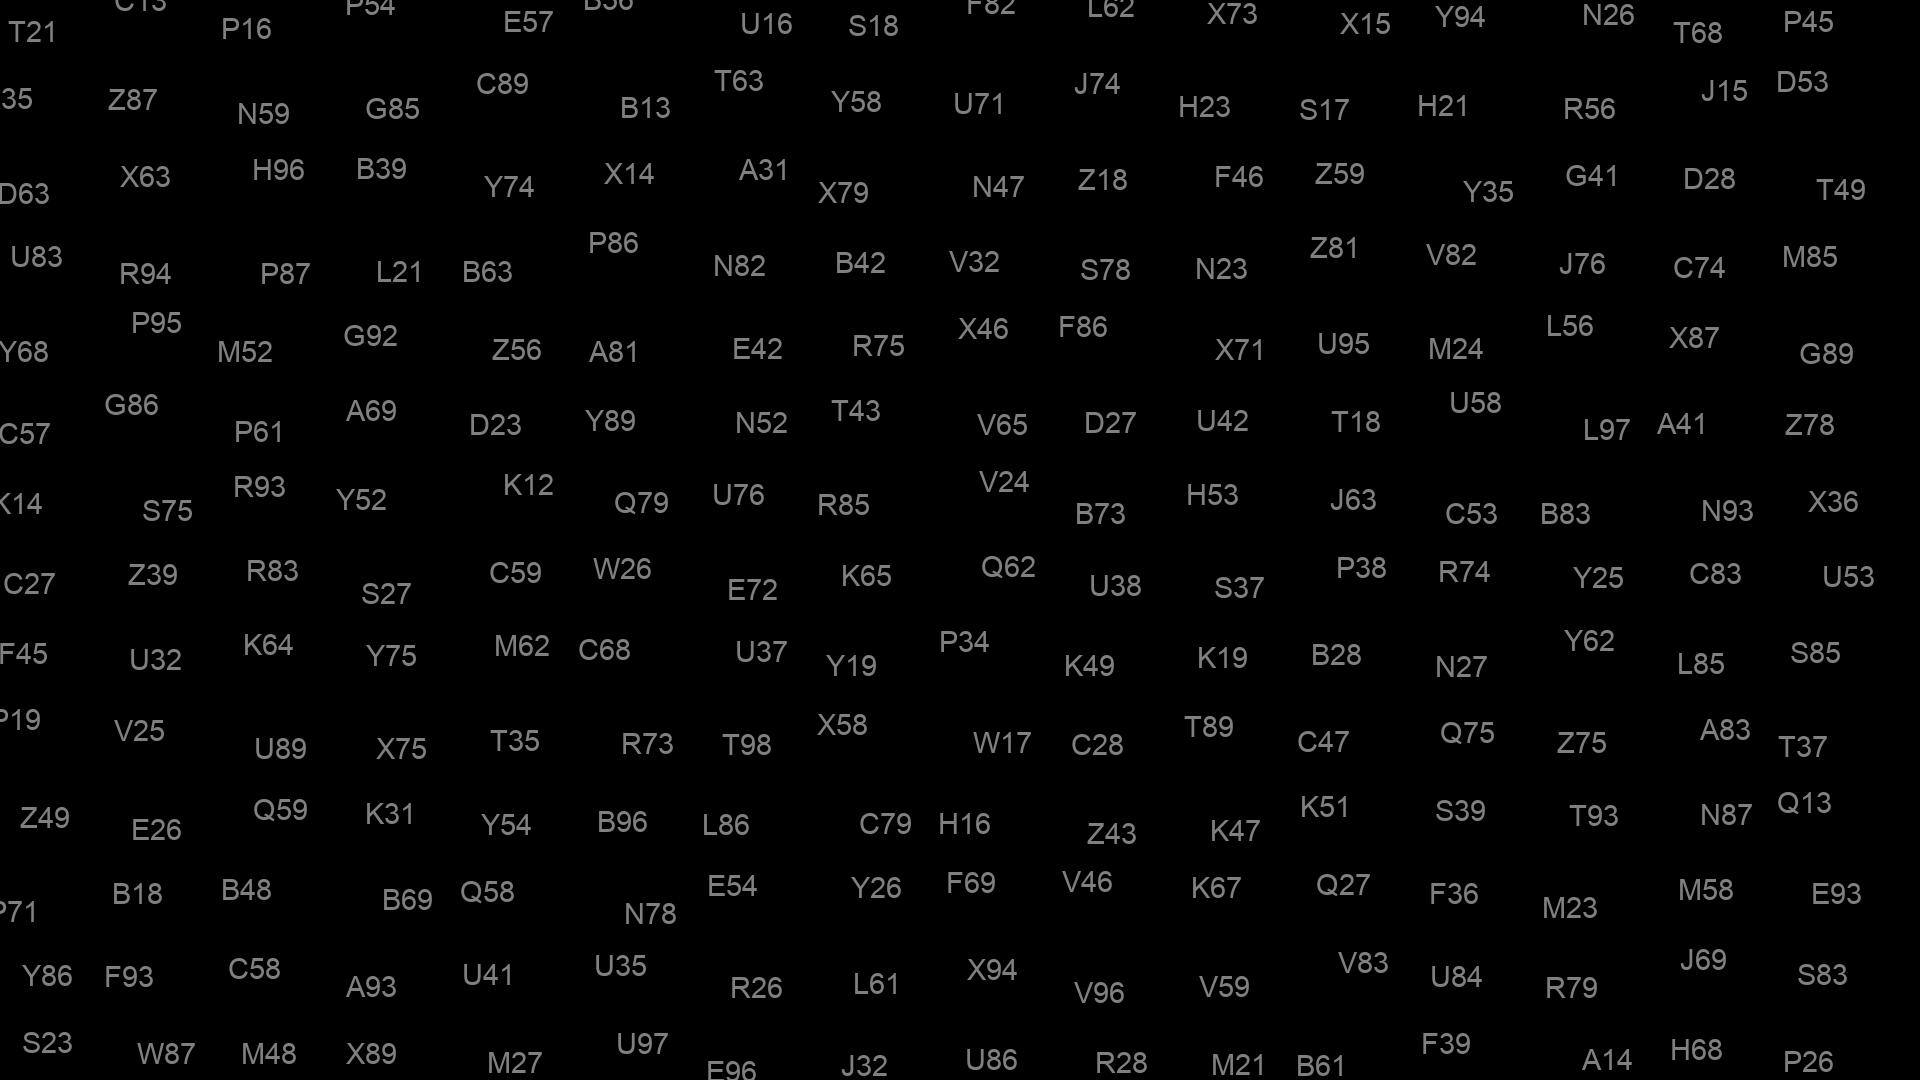 T21 C13 P16 P54 E57 B56 U16 S18 F82 L62 X73 X15 Y94 N26 T68 P45
35 Z87 N59 G85 C89 B13 T63 Y58 U71 J74 H23 S17 H21 R56 J15 D53
D63 X63 H96 B39 Y74 X14 A31 X79 N47 Z18 F46 Z59 Y35 G41 D28 T49
U83 R94 P87 L21 B63 P86 N82 B42 V32 S78 N23 Z81 V82 J76 C74 M85
Y68 P95 M52 G92 Z56 A81 E42 R75 X46 F86 X71 U95 M24 L56 X87 G89
C57 G86 P61 A69 D23 Y89 N52 T43 V65 D27 U42 T18 U58 L97 A41 Z78
K14 S75 R93 Y52 K12 Q79 U76 R85 V24 B73 H53 J63 C53 B83 N93 X36
C27 Z39 R83 S27 C59 W26 E72 K65 Q62 U38 S37 P38 R74 Y25 C83 U53
F45 U32 K64 Y75 M62 C68 U37 Y19 P34 K49 K19 B28 N27 Y62 L85 S85
P19 V25 U89 X75 T35 R73 T98 X58 W17 C28 T89 C47 Q75 Z75 A83 T37
Z49 E26 Q59 K31 Y54 B96 L86 C79 H16 Z43 K47 K51 S39 T93 N87 Q13
P71 B18 B48 B69 Q58 N78 E54 Y26 F69 V46 K67 Q27 F36 M23 M58 E93
Y86 F93 C58 A93 U41 U35 R26 L61 X94 V96 V59 V83 U84 R79 J69 S83
S23 W87 M48 X89 M27 U97 E96 J32 U86 R28 M21 B61 F39 A14 H68 P26